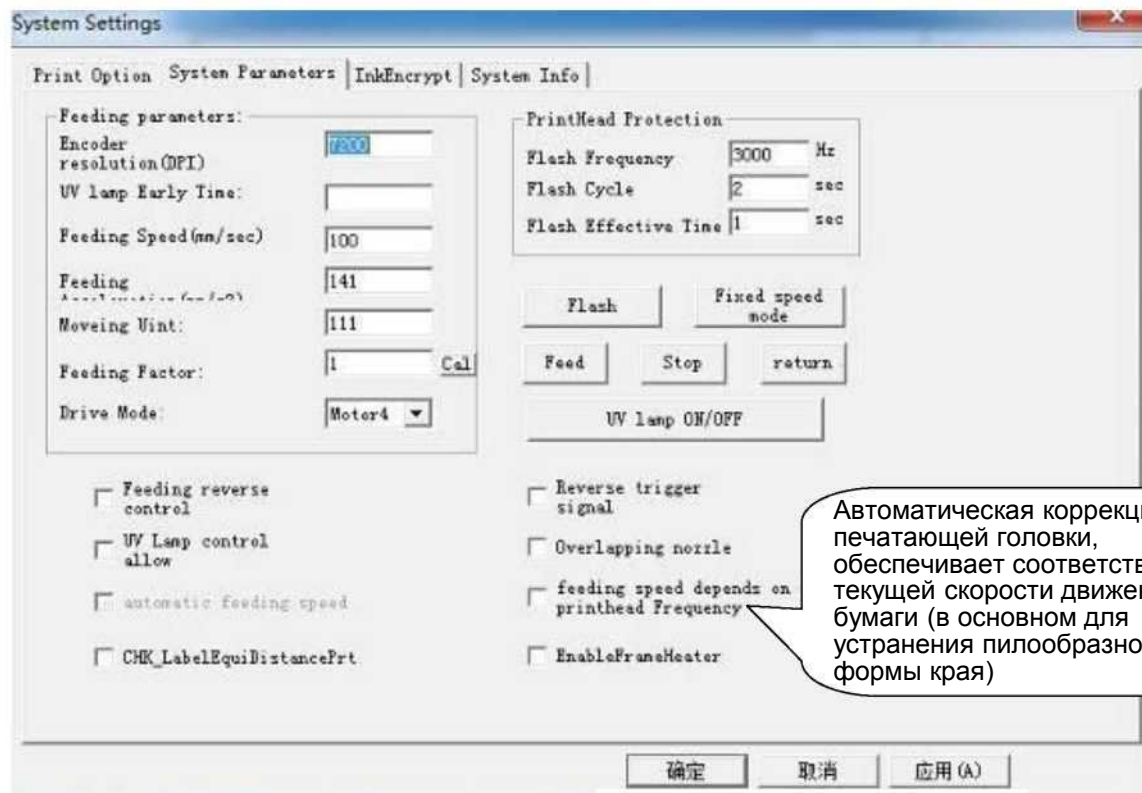 System Settings
Print Option System Parameters InkEncrypt System Info
Feeding parameters:
Encoder
resolution(DPI)
7200
UV lamp Early Time:
Feeding Speed(mm/sec)
100
Feeding
141
Moveing Uint:
111
Feeding Factor:
1
Cal
Drive Mode:
Motor4
PrintHead Protection
Flash Frequency
3000
Hz
Flash Cycle
2
sec
Flash Effective Time
1
sec
Flash
Fixed speed
mode
Feed
Stop
return
UV lamp ON/OFF
Feeding reverse
control
UV Lamp control
allow
automatic feeding speed
CHK_LabelEquiDistancePrt
Reverse trigger
signal
Overlapping nozzle
feeding speed depends on
printhead Frequency
EnableFrameHeater
Автоматическая коррекци
печатающей головки,
обеспечивает соответств
текущей скорости движе
бумаги (в основном для
устранения пилообразно
формы края)
确定
取消
应用(A)